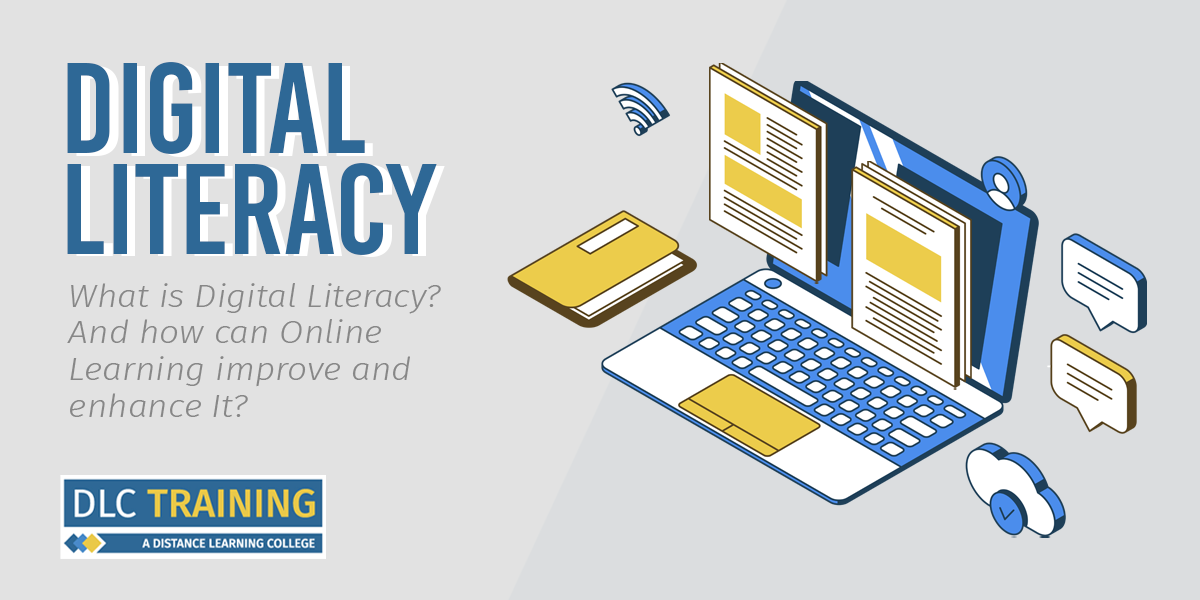 DIGITAL
LITERACY
What is Digital Literacy?
And how can Online
Learning improve and
enhance It?
DLC TRAINING
A DISTANCE LEARNING COLLEGE